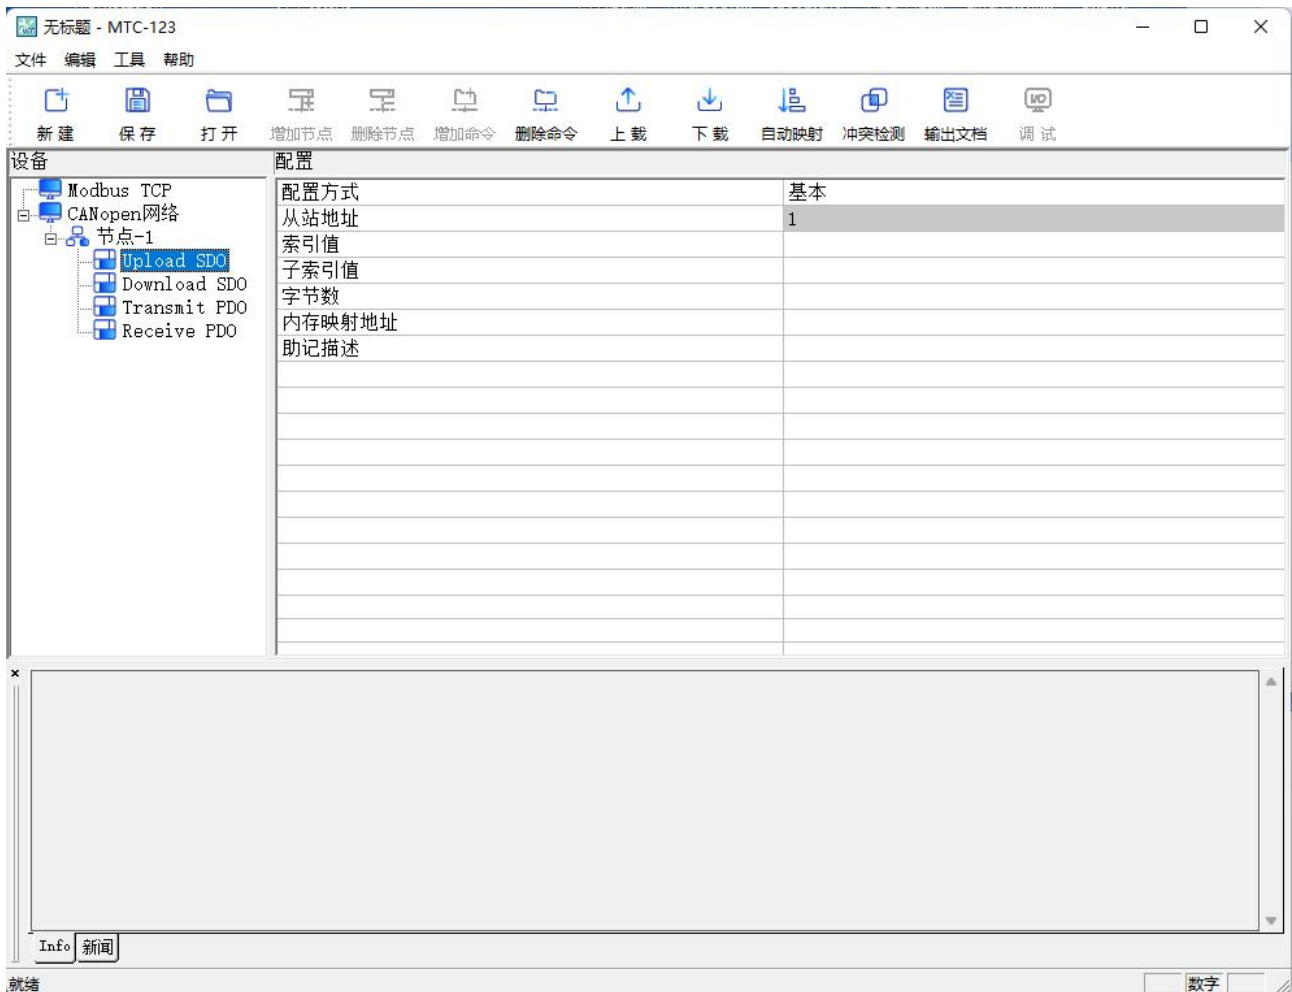 无标题 - MTC-123
文件 编辑 工具 帮助
新建 保存 打开 增加节点 删除节点 增加命令 删除命令 上载 下载 自动映射 冲突检测 输出文档 调试
设备
Modbus TCP
CANopen网络
节点-1
Upload SDO
Download SDO
Transmit PDO
Receive PDO
配置
配置方式 基本
从站地址 1
索引值
子索引值
字节数
内存映射地址
助记描述
Info 新闻
就绪 数字